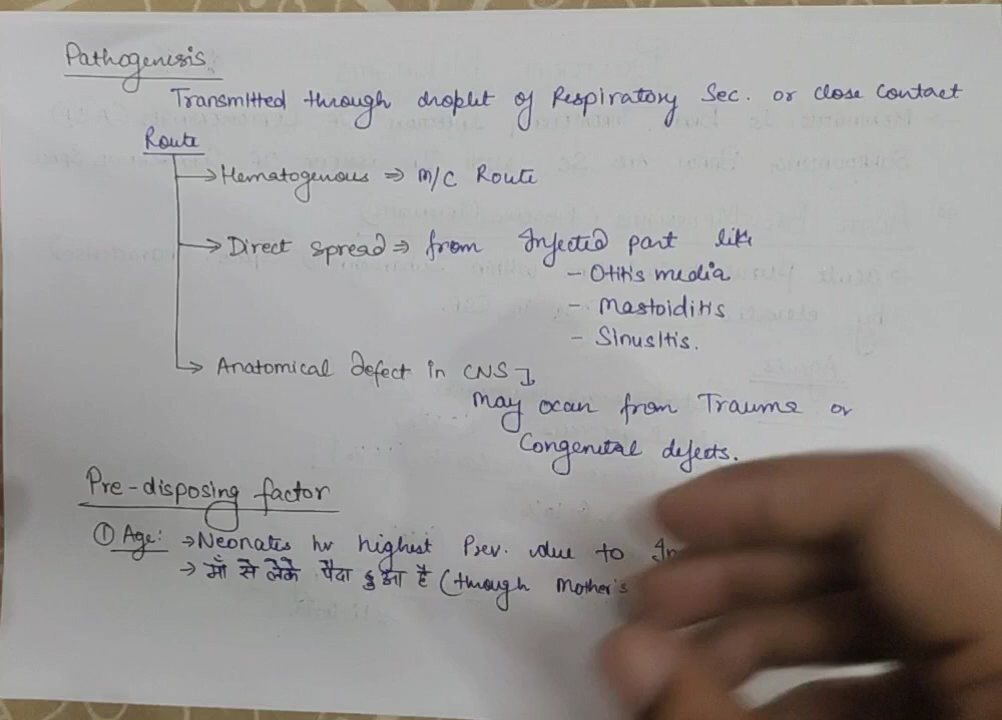 Pathogenesis
Transmitted through droplet of Respiratory Sec. or close Contact
Route
→ Hematogenous ⇒ M/C Route
→ Direct spread ⇒ from Infected part like
- Otitis media
- Mastoiditis
- Sinusitis.
→ Anatomical defect in CNS
may occur from Trauma or
Congenital defects.
Pre-disposing factor
① Age: → Neonates hv highest Prev. due to
→ माँ से लेके पैदा हुआ है (through Mother's